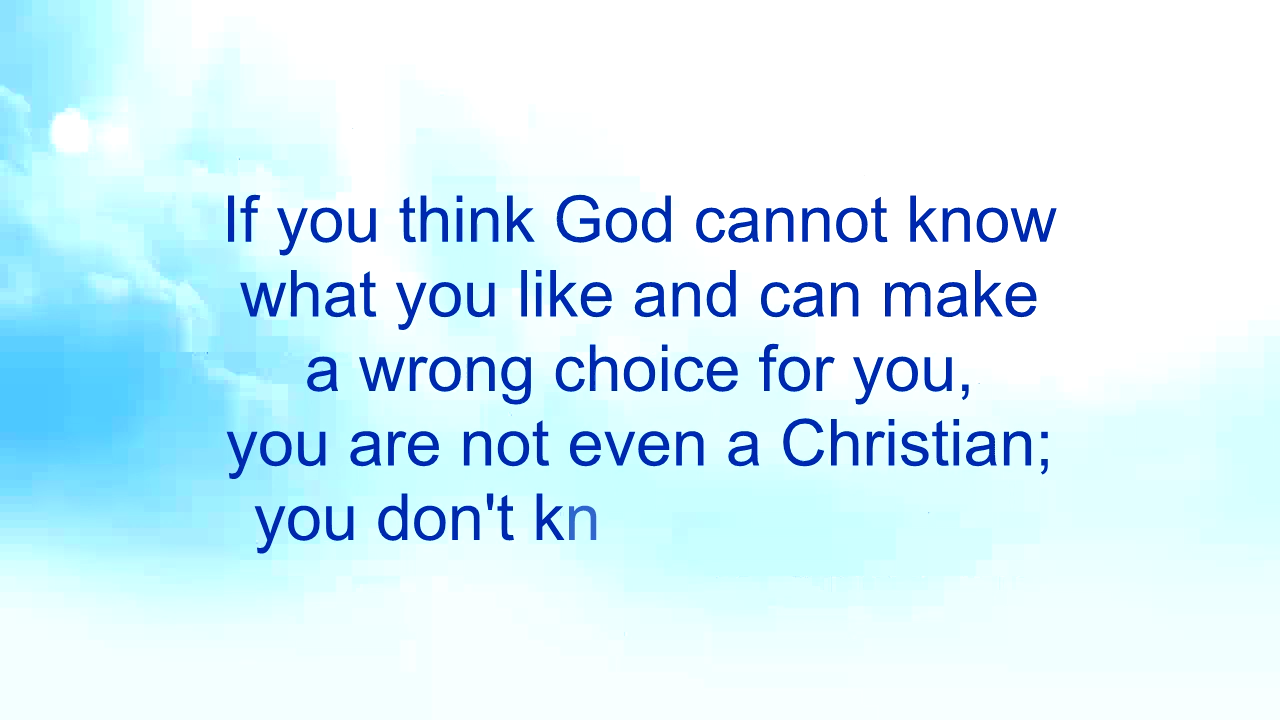 If you think God cannot know
what you like and can make
a wrong choice for you,
you are not even a Christian;
you don't kn